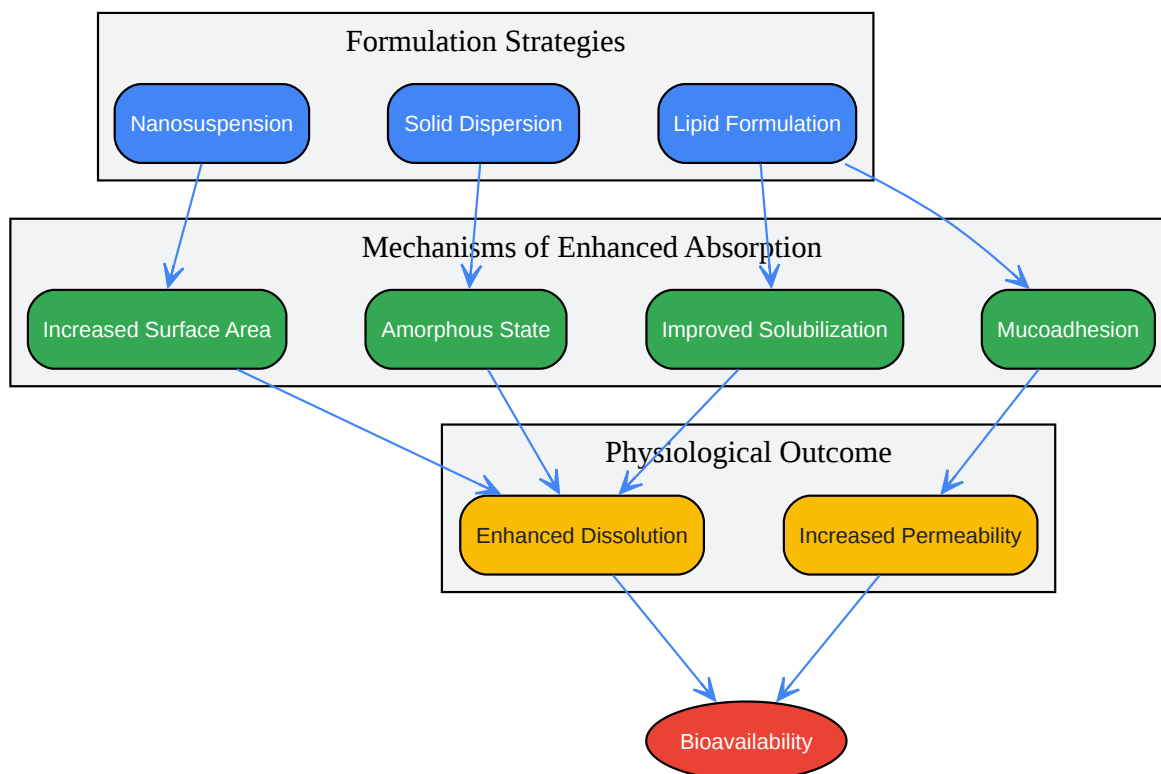 Formulation Strategies
Nanosuspension
Solid Dispersion
Lipid Formulation
Mechanisms of Enhanced Absorption
Increased Surface Area
Amorphous State
Improved Solubilization
Mucoadhesion
Physiological Outcome
Enhanced Dissolution
Increased Permeability
Bioavailability